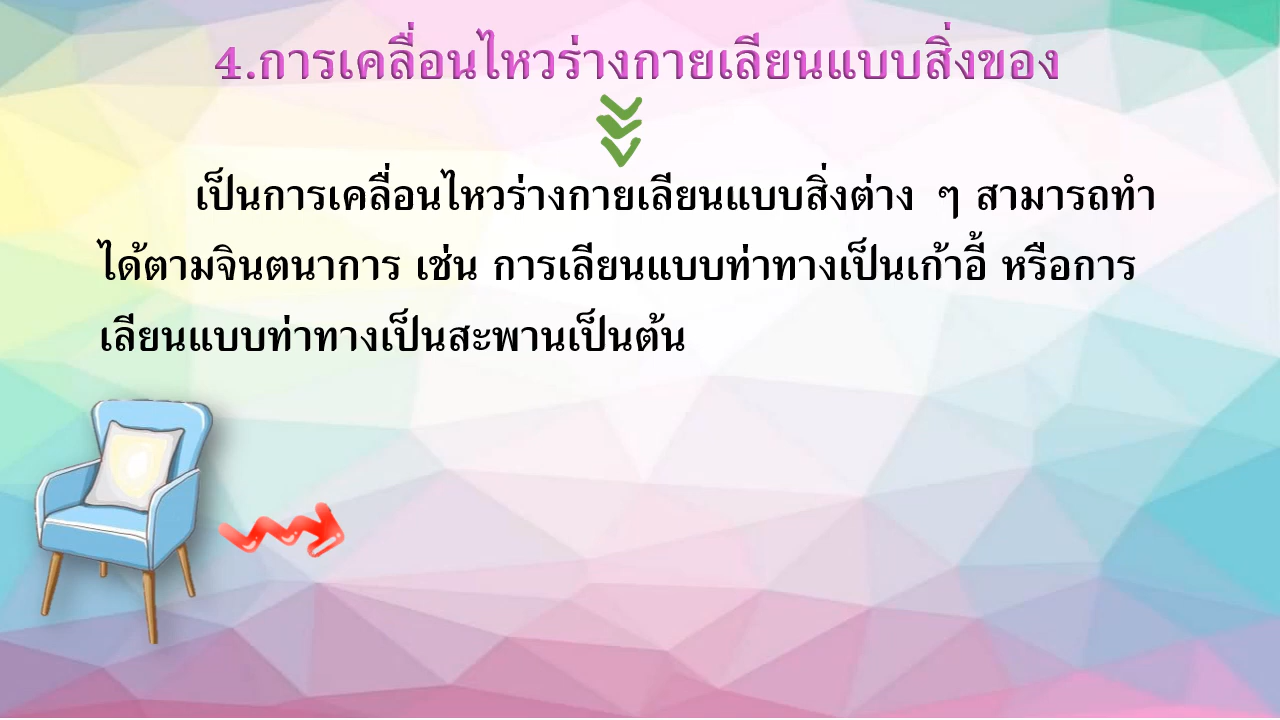 4.การเคลื่อนไหวร่างกายเลียนแบบสิ่งของ
เป็นการเคลื่อนไหวร่างกายเลียนแบบสิ่งต่าง ๆ สามารถทำ
ได้ตามจินตนาการ เช่น การเลียนแบบท่าทางเป็นเก้าอี้ หรือการ
เลียนแบบท่าทางเป็นสะพานเป็นต้น